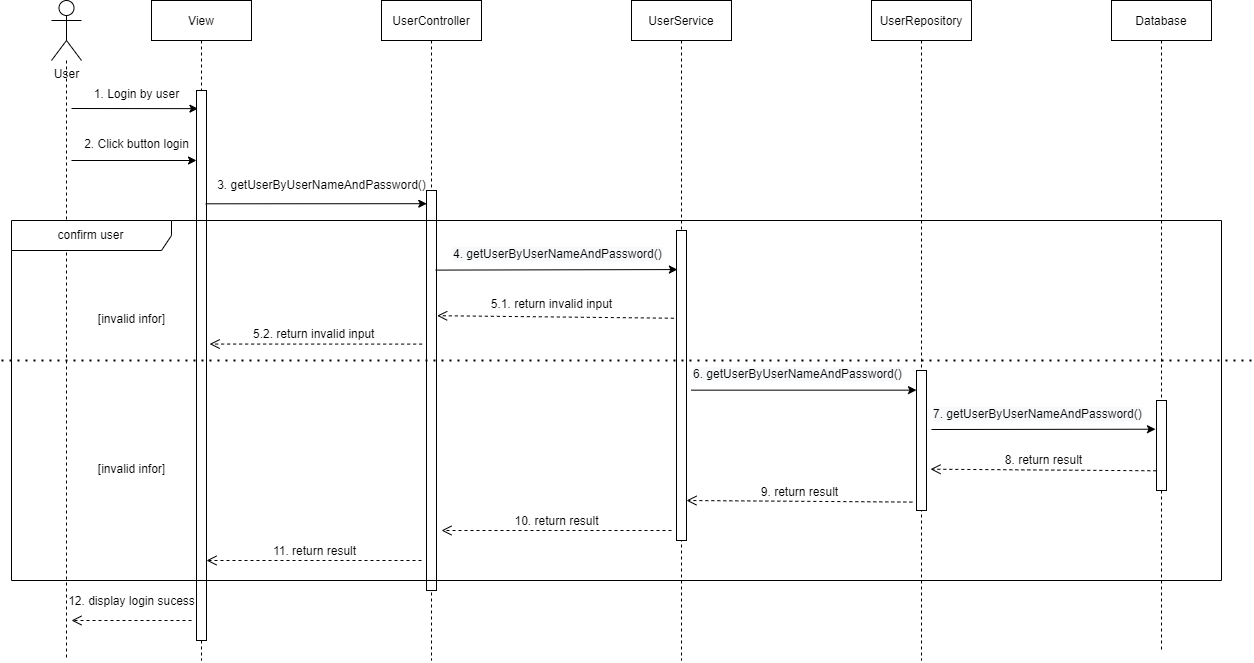 View
UserController
UserService
UserRepository
Database
User
1. Login by user
2. Click button login
3. getUserByUserNameAndPassword()
confirm user
4. getUserByUserNameAndPassword()
5.1. return invalid input
[invalid infor]
5.2. return invalid input
6. getUserByUserNameAndPassword()
7. getUserByUserNameAndPassword()
8. return result
[invalid infor]
9. return result
10. return result
11. return result
12. display login sucess